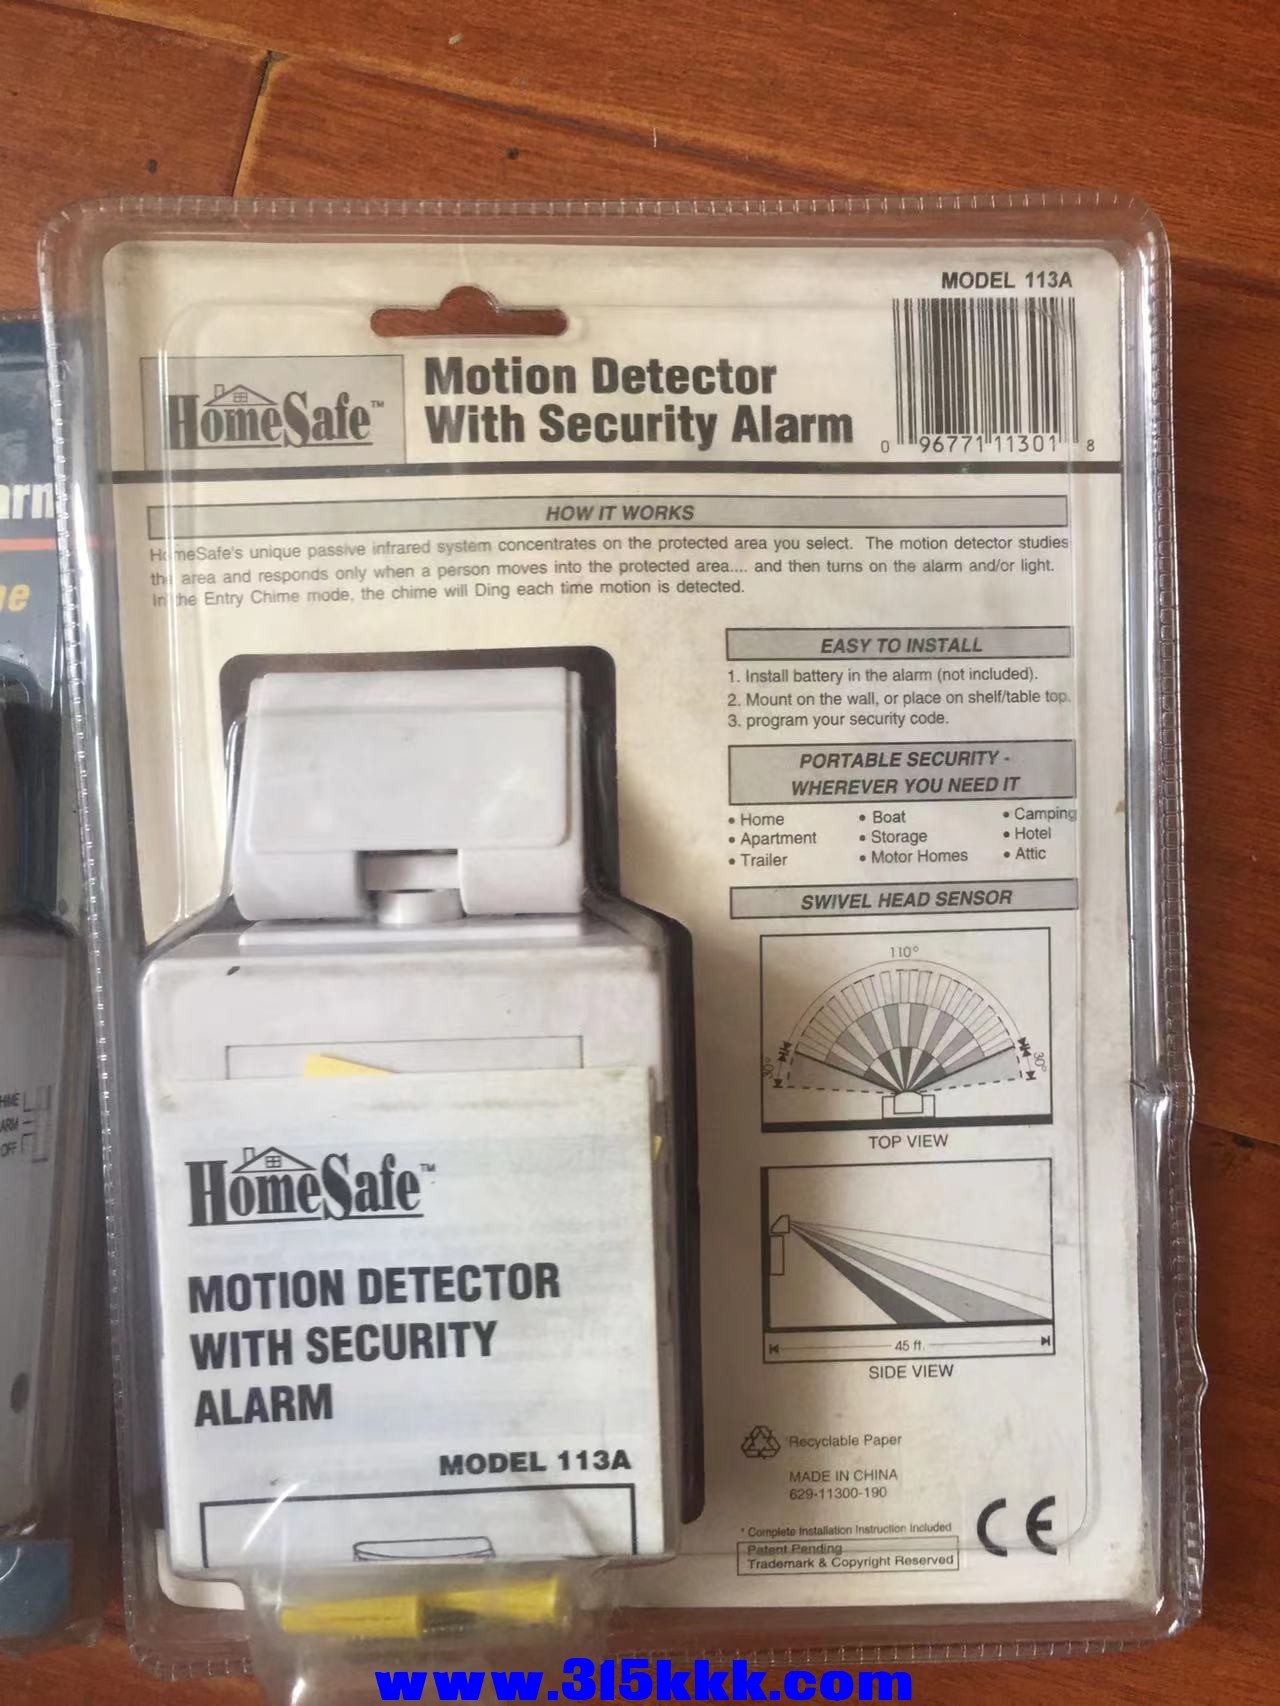 MODEL 113A
HomeSafe™
Motion Detector
With Security Alarm
0 96771 11301 8
HOW IT WORKS
HomeSafe's unique passive infrared system concentrates on the protected area you select. The motion detector studies
the area and responds only when a person moves into the protected area.... and then turns on the alarm and/or light.
In the Entry Chime mode, the chime will Ding each time motion is detected.
EASY TO INSTALL
1. Install battery in the alarm (not included).
2. Mount on the wall, or place on shelf/table top.
3. program your security code.
PORTABLE SECURITY -
WHEREVER YOU NEED IT
• Home • Boat • Camping
• Apartment • Storage • Hotel
• Trailer • Motor Homes • Attic
SWIVEL HEAD SENSOR
110°
30° 30°
TOP VIEW
45 ft.
SIDE VIEW
Recyclable Paper
MADE IN CHINA
629-11300-190
* Complete Installation Instruction Included
Patent Pending
Trademark & Copyright Reserved
CE
HomeSafe™
MOTION DETECTOR
WITH SECURITY
ALARM
MODEL 113A
OFF
www.315kkk.com